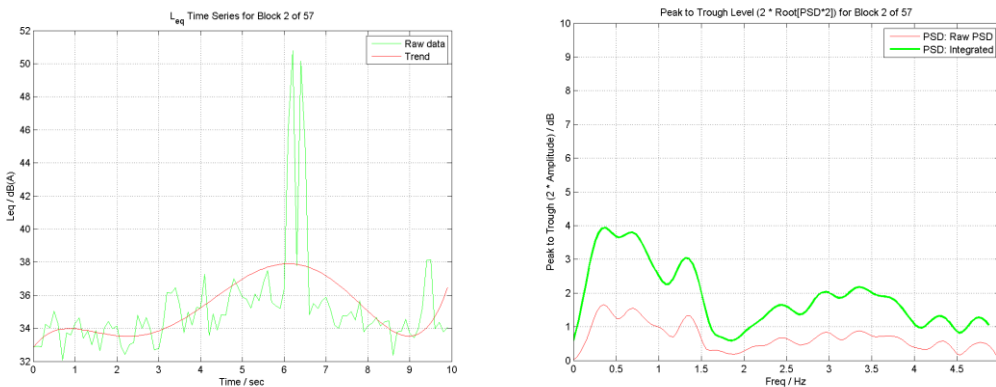 L_eq Time Series for Block 2 of 57
52
50
48
46
44
42
40
38
36
34
32
Leq / dB(A)
0 1 2 3 4 5 6 7 8 9 10
Time / sec
Raw data
Trend
Peak to Trough Level (2 * Root[PSD*2]) for Block 2 of 57
10
9
8
7
6
5
4
3
2
1
0
Peak to Trough (2 * Amplitude) / dB
0 0.5 1 1.5 2 2.5 3 3.5 4 4.5
Freq / Hz
PSD: Raw PSD
PSD: Integrated